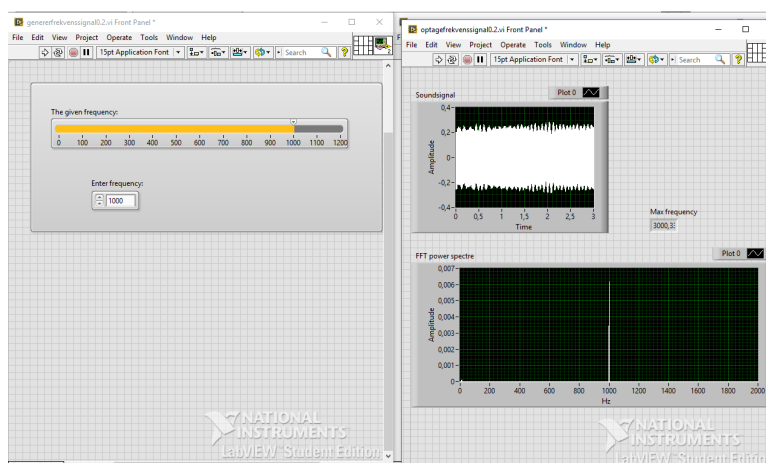 genererfrekvenssignal0.2.vi Front Panel *
File Edit View Project Operate Tools Window Help
15pt Application Font
Search
2
The given frequency:
0 100 200 300 400 500 600 700 800 900 1000 1100 1200
Enter frequency:
1000
NATIONAL
INSTRUMENTS
LabVIEW Student Edition
optagefrekvenssignal0.2.vi Front Panel *
File Edit View Project Operate Tools Window Help
15pt Application Font
Search
Soundsignal
Plot 0
0,4
0,2
0
-0,2
-0,4
Amplitude
0 0,5 1 1,5 2 2,5 3
Time
Max frequency
3000,3
FFT power spectre
Plot 0
0,007
0,006
0,005
0,004
0,003
0,002
0,001
0
Amplitude
0 200 400 600 800 1000 1200 1400 1600 1800 2000
Hz
NATIONAL
INSTRUMENTS
LabVIEW Student Edition